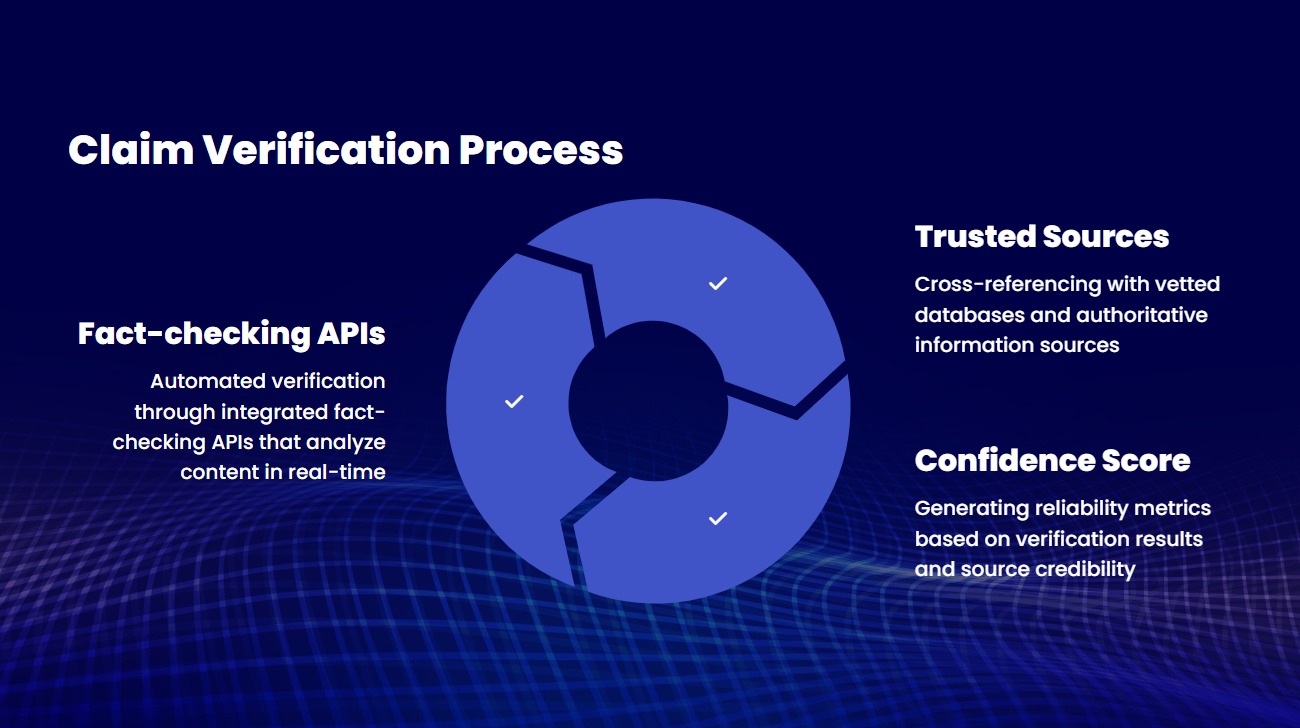 Claim Verification Process
Fact-checking APIs
Automated verification
through integrated fact-
checking APIs that analyze
content in real-time
Trusted Sources
Cross-referencing with vetted
databases and authoritative
information sources
Confidence Score
Generating reliability metrics
based on verification results
and source credibility